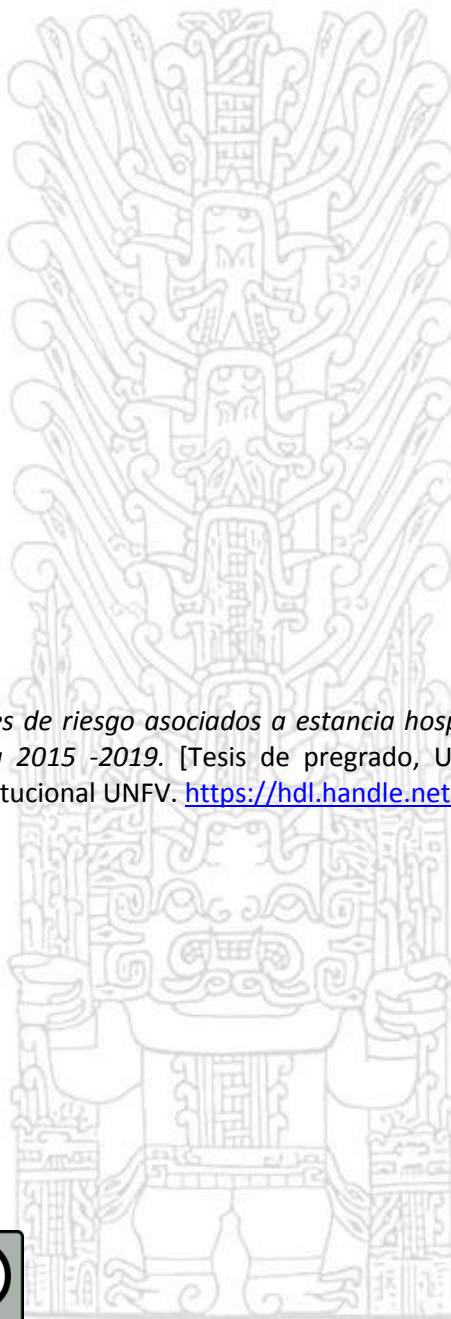 es de riesgo asociados a estancia hosp
a 2015 -2019. [Tesis de pregrado, U
itucional UNFV. https://hdl.handle.net